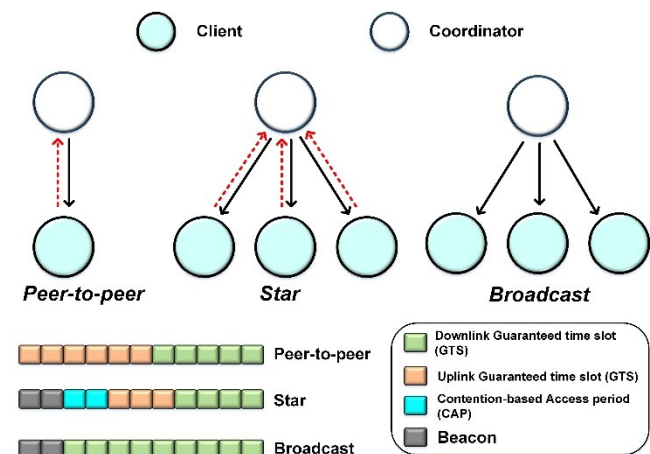 Client
Coordinator
Peer-to-peer
Star
Broadcast
Peer-to-peer
Star
Broadcast
Downlink Guaranteed time slot
(GTS)
Uplink Guaranteed time slot (GTS)
Contention-based Access period
(CAP)
Beacon